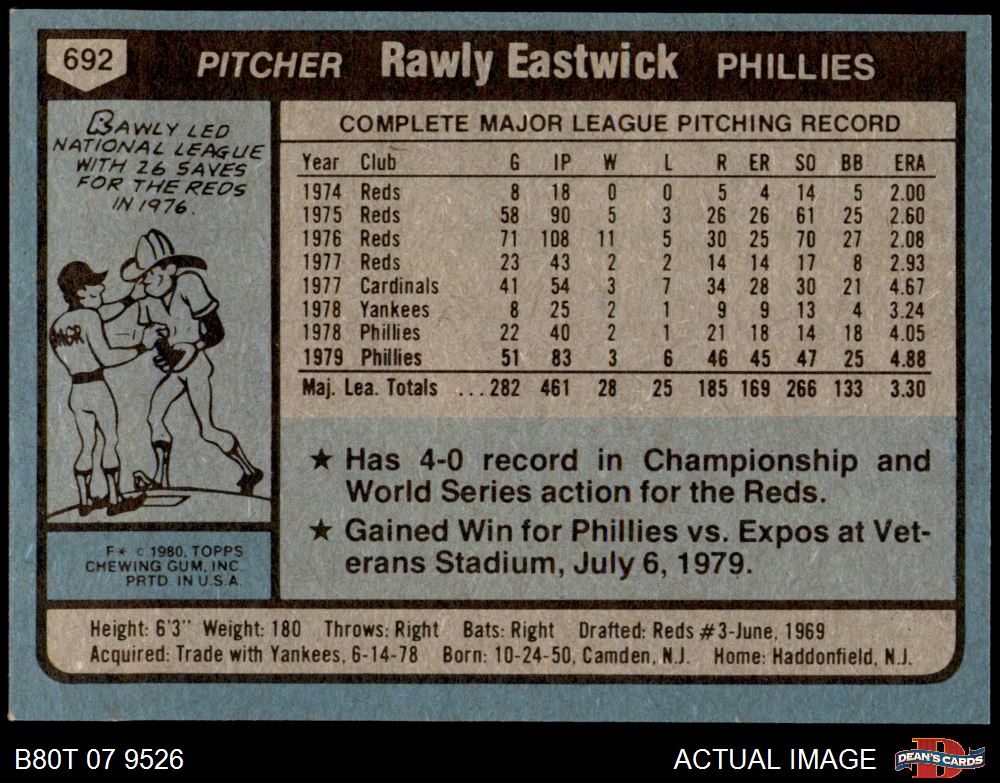 692 PITCHER Rawly Eastwick PHILLIES
RAWLY LED
NATIONAL LEAGUE
WITH 26 SAVES
FOR THE REDS
IN 1976.
MGR
F* © 1980, TOPPS
CHEWING GUM, INC.
PRTD. IN U.S.A.
COMPLETE MAJOR LEAGUE PITCHING RECORD
Year Club G IP W L R ER SO BB ERA
1974 Reds 8 18 0 0 5 4 14 5 2.00
1975 Reds 58 90 5 3 26 26 61 25 2.60
1976 Reds 71 108 11 5 30 25 70 27 2.08
1977 Reds 23 43 2 2 14 14 17 8 2.93
1977 Cardinals 41 54 3 7 34 28 30 21 4.67
1978 Yankees 8 25 2 1 9 9 13 4 3.24
1978 Phillies 22 40 2 1 21 18 14 18 4.05
1979 Phillies 51 83 3 6 46 45 47 25 4.88
Maj. Lea. Totals ...282 461 28 25 185 169 266 133 3.30
★ Has 4-0 record in Championship and
World Series action for the Reds.
★ Gained Win for Phillies vs. Expos at Vet-
erans Stadium, July 6, 1979.
Height: 6'3" Weight: 180 Throws: Right Bats: Right Drafted: Reds #3-June, 1969
Acquired: Trade with Yankees, 6-14-78 Born: 10-24-50, Camden, N.J. Home: Haddonfield, N.J.
B80T 07 9526 ACTUAL IMAGE DEAN'S CARDS